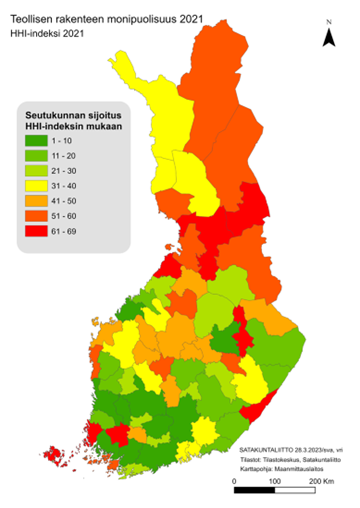 Teollisen rakenteen monipuolisuus 2021
HHI-indeksi 2021
N
Seutukunnan sijoitus
HHI-indeksin mukaan
1 - 10
11 - 20
21 - 30
31 - 40
41 - 50
51 - 60
61 - 69
SATAKUNTALIITTO 28.3.2023/sva, vri
Tilastot: Tilastokeskus, Satakuntaliitto
Karttapohja: Maanmittauslaitos
0 100 200 Km